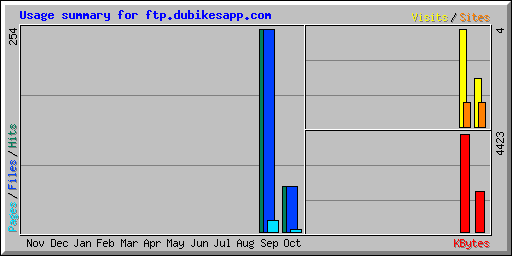 Usage summary for ftp.dubikesapp.com
Visits / Sites
254
4
4423
Pages / Files / Hits
Nov Dec Jan Feb Mar Apr May Jun Jul Aug Sep Oct
KBytes